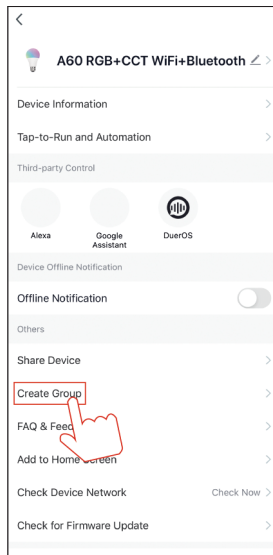 A60 RGB+CCT WiFi+Bluetooth
Device Information
Tap-to-Run and Automation
Third-party Control
Alexa
Google
Assistant
DuerOS
Device Offline Notification
Offline Notification
Others
Share Device
Create Group
FAQ & Feed
Add to Home Screen
Check Device Network Check Now
Check for Firmware Update